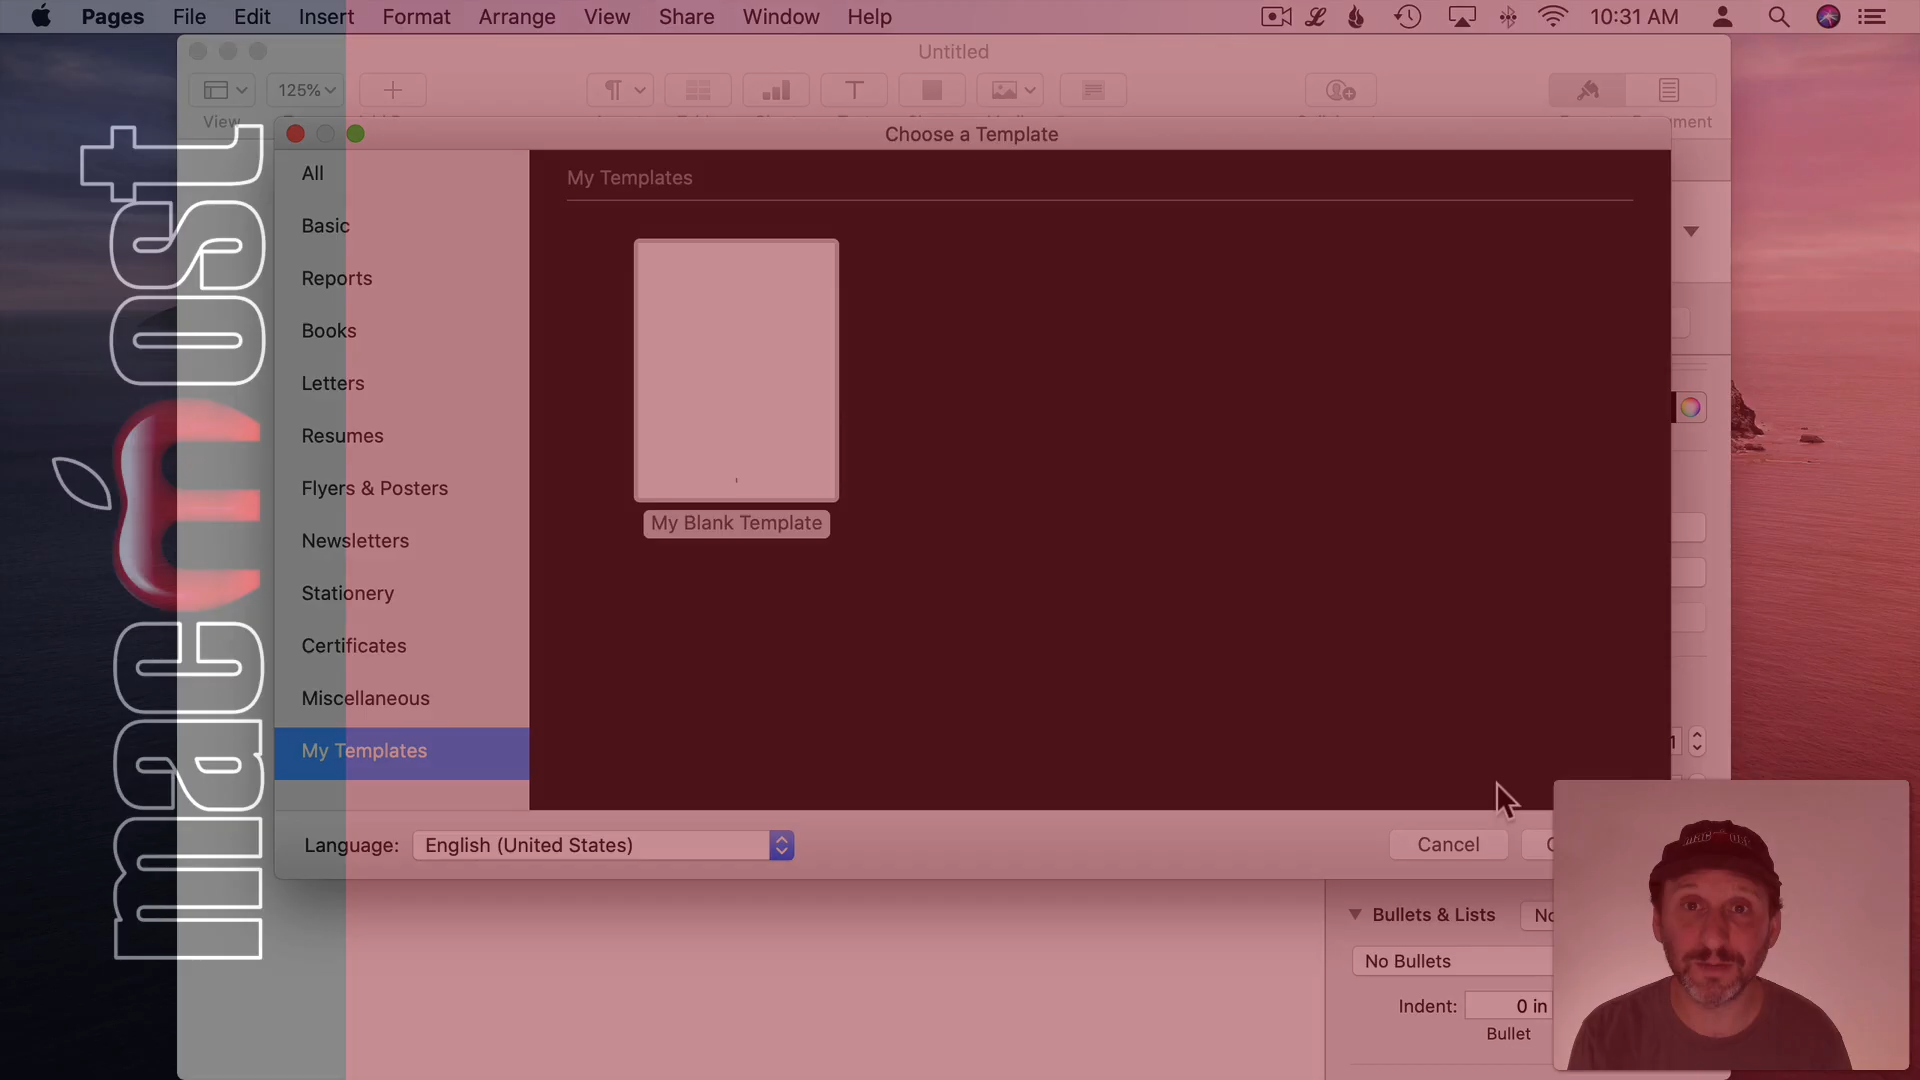 Pages File Edit Insert Format Arrange View Share Window Help 10:31 AM
Untitled
125%
View
Choose a Template
All
Basic
Reports
Books
Letters
Resumes
Flyers & Posters
Newsletters
Stationery
Certificates
Miscellaneous
My Templates
My Templates
My Blank Template
Language: English (United States)
Cancel
Bullets & Lists
No Bullets
Indent: 0 in
Bullet
macmost